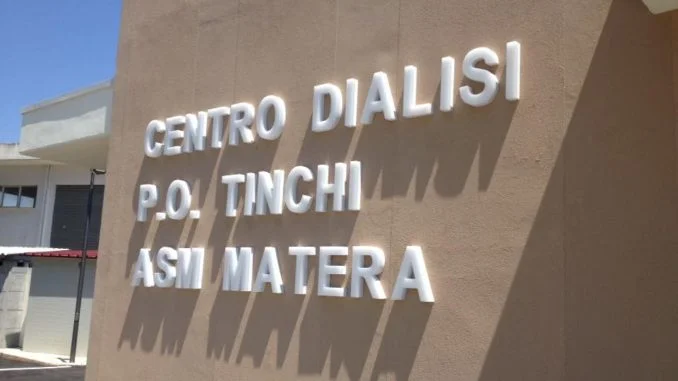 CENTRO DIALISI
P.O. TINCHI
ASM MATERA